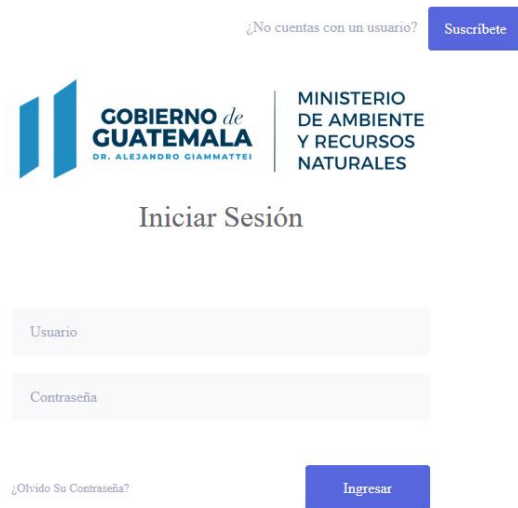 ¿No cuentas con un usuario? Suscríbete
GOBIERNO de
GUATEMALA
DR. ALEJANDRO GIAMMATTEI
MINISTERIO
DE AMBIENTE
Y RECURSOS
NATURALES
Iniciar Sesión
Usuario
Contraseña
¿Olvido Su Contraseña? Ingresar